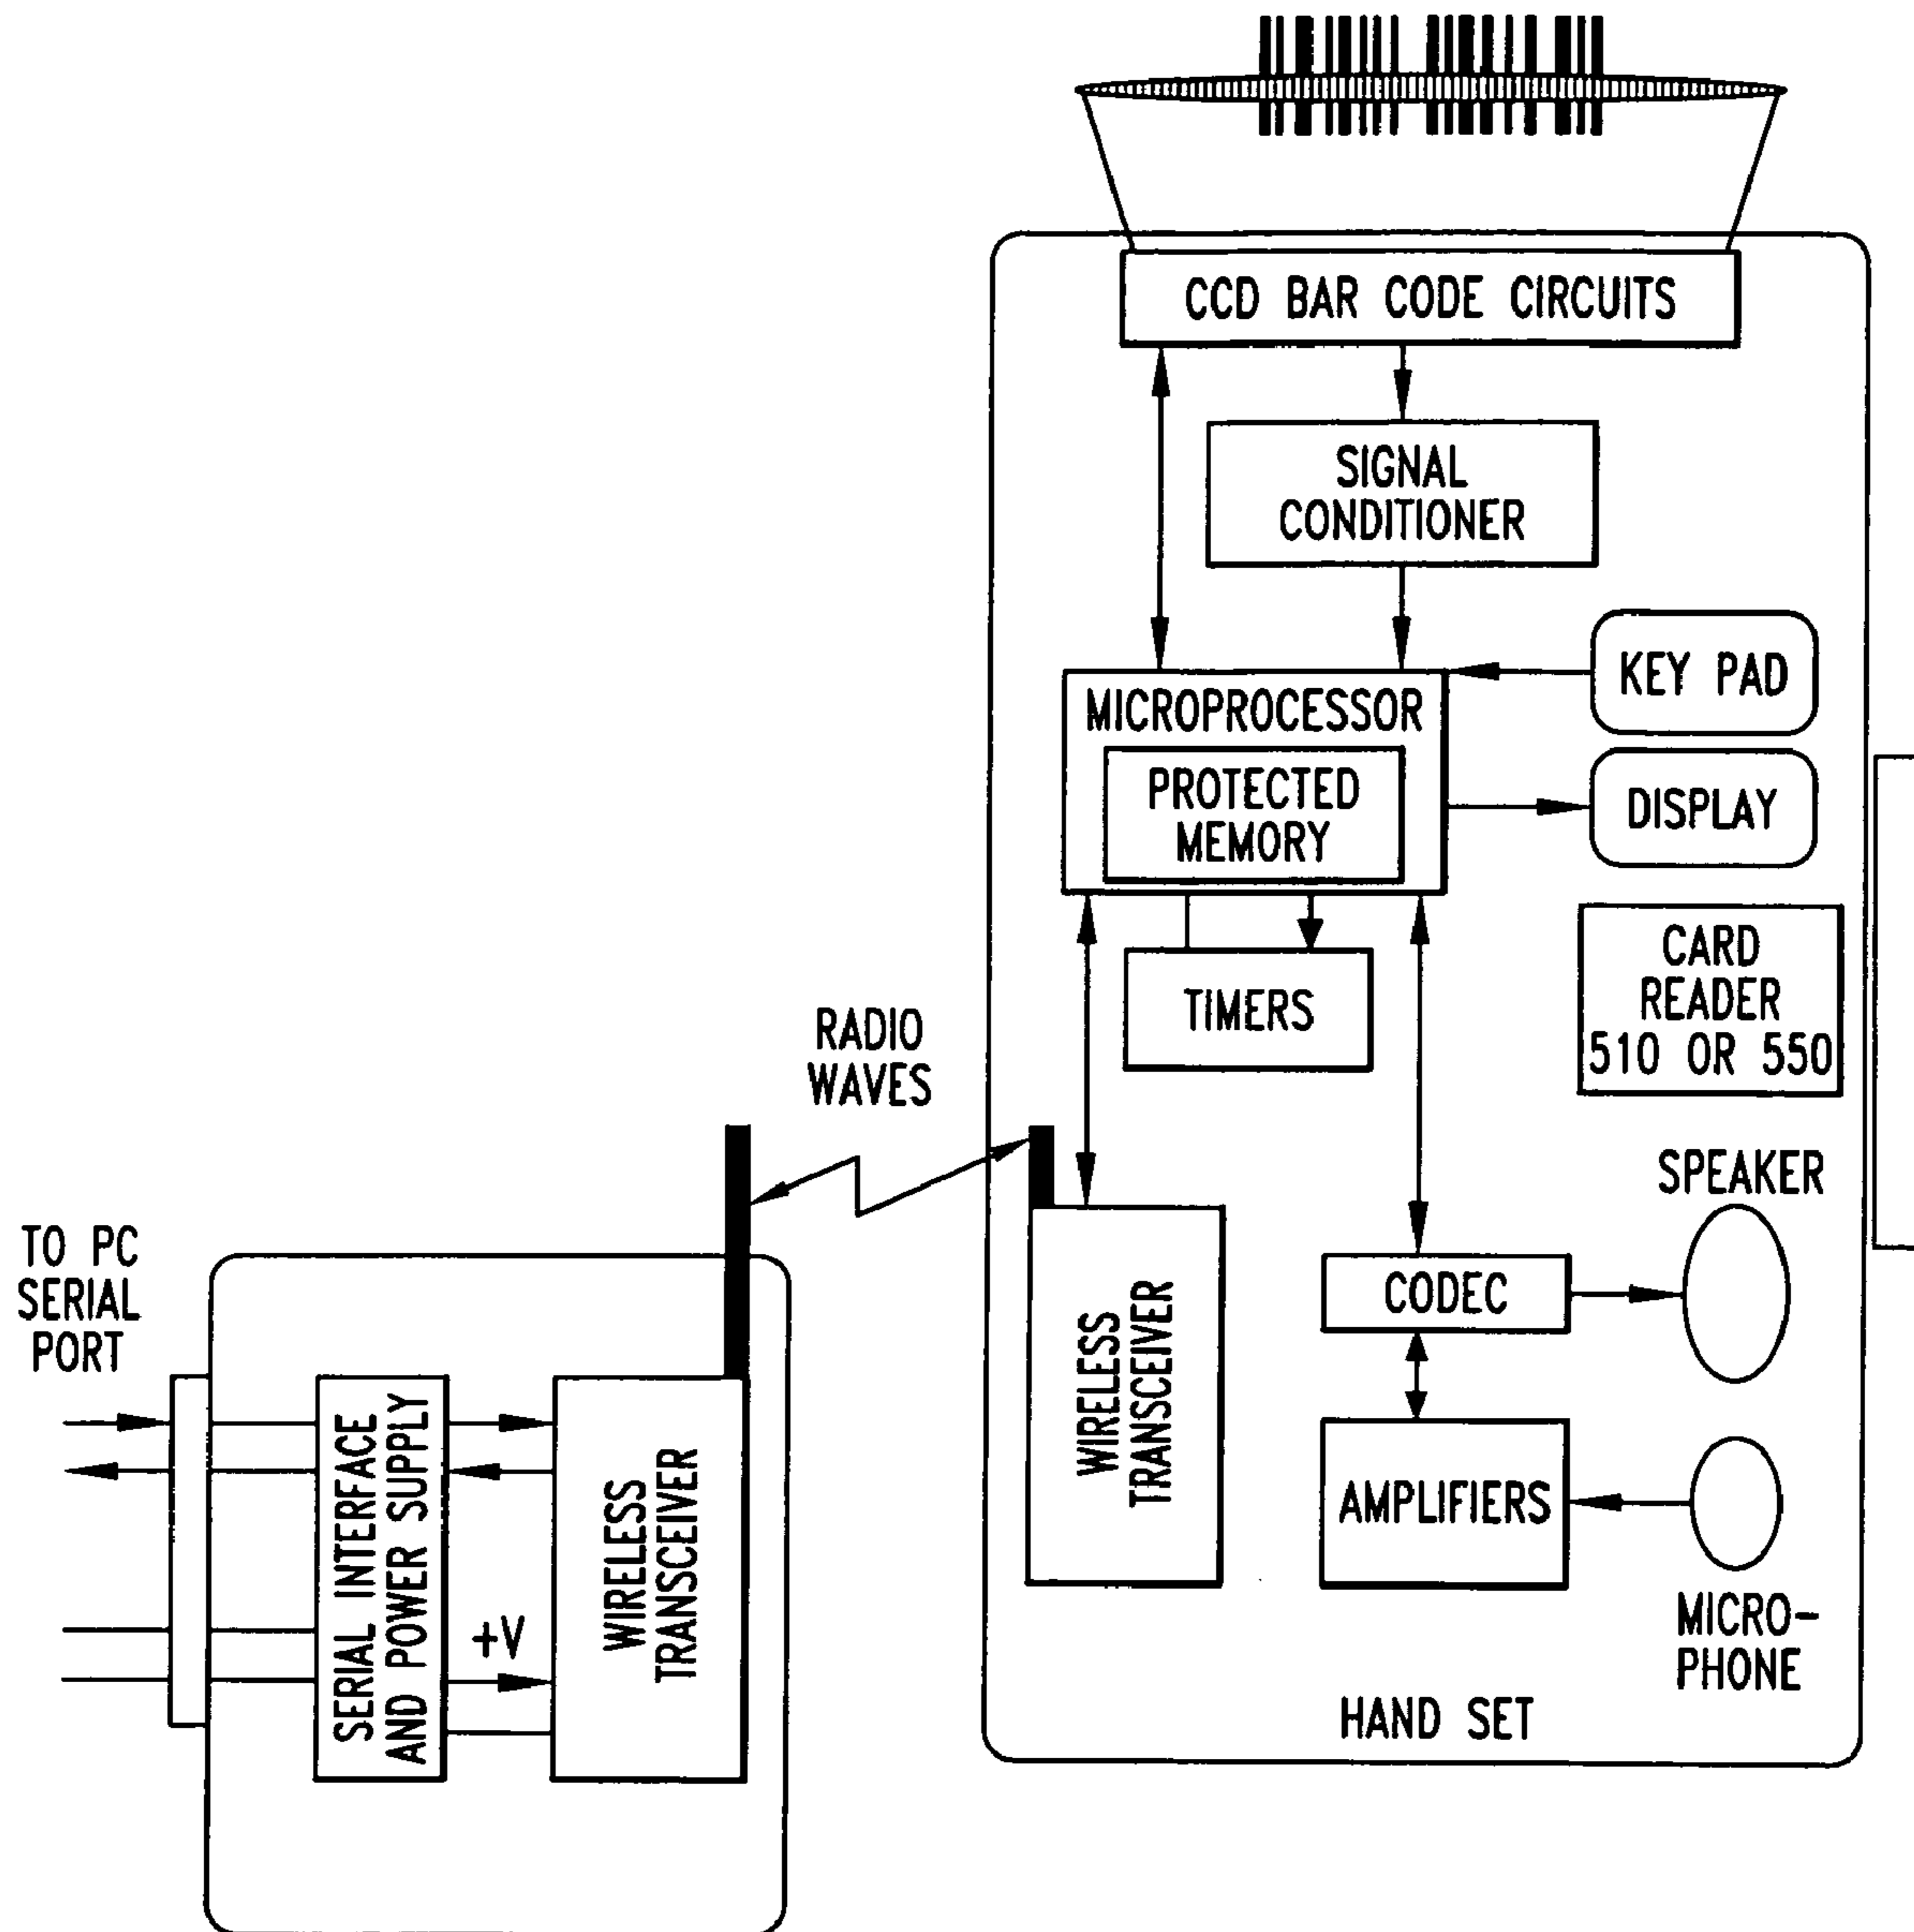 CCD BAR CODE CIRCUITS
SIGNAL
CONDITIONER
KEY PAD
MICROPROCESSOR
PROTECTED
MEMORY
DISPLAY
CARD
READER
510 OR 550
TIMERS
RADIO
WAVES
SPEAKER
TO PC
SERIAL
PORT
CODEC
WIRELESS
TRANSCEIVER
AMPLIFIERS
SERIAL INTERFACE
AND POWER SUPPLY
+V
WIRELESS
TRANSCEIVER
MICRO-
PHONE
HAND SET